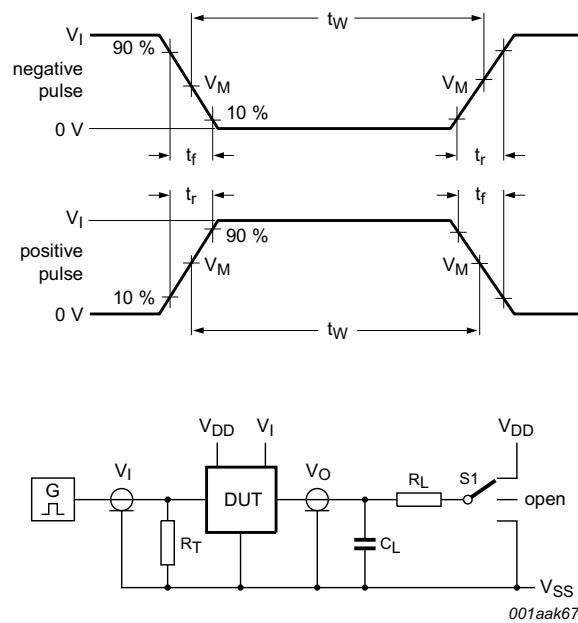 V_I
90 %
negative
pulse
0 V
t_W
V_M
10 %
V_M
t_f
t_r
t_r
t_f
V_I
positive
pulse
10 %
0 V
90 %
V_M
V_M
t_W
V_DD V_I V_DD
V_I V_O R_L S1
G DUT open
R_T C_L
V_SS
001aak67